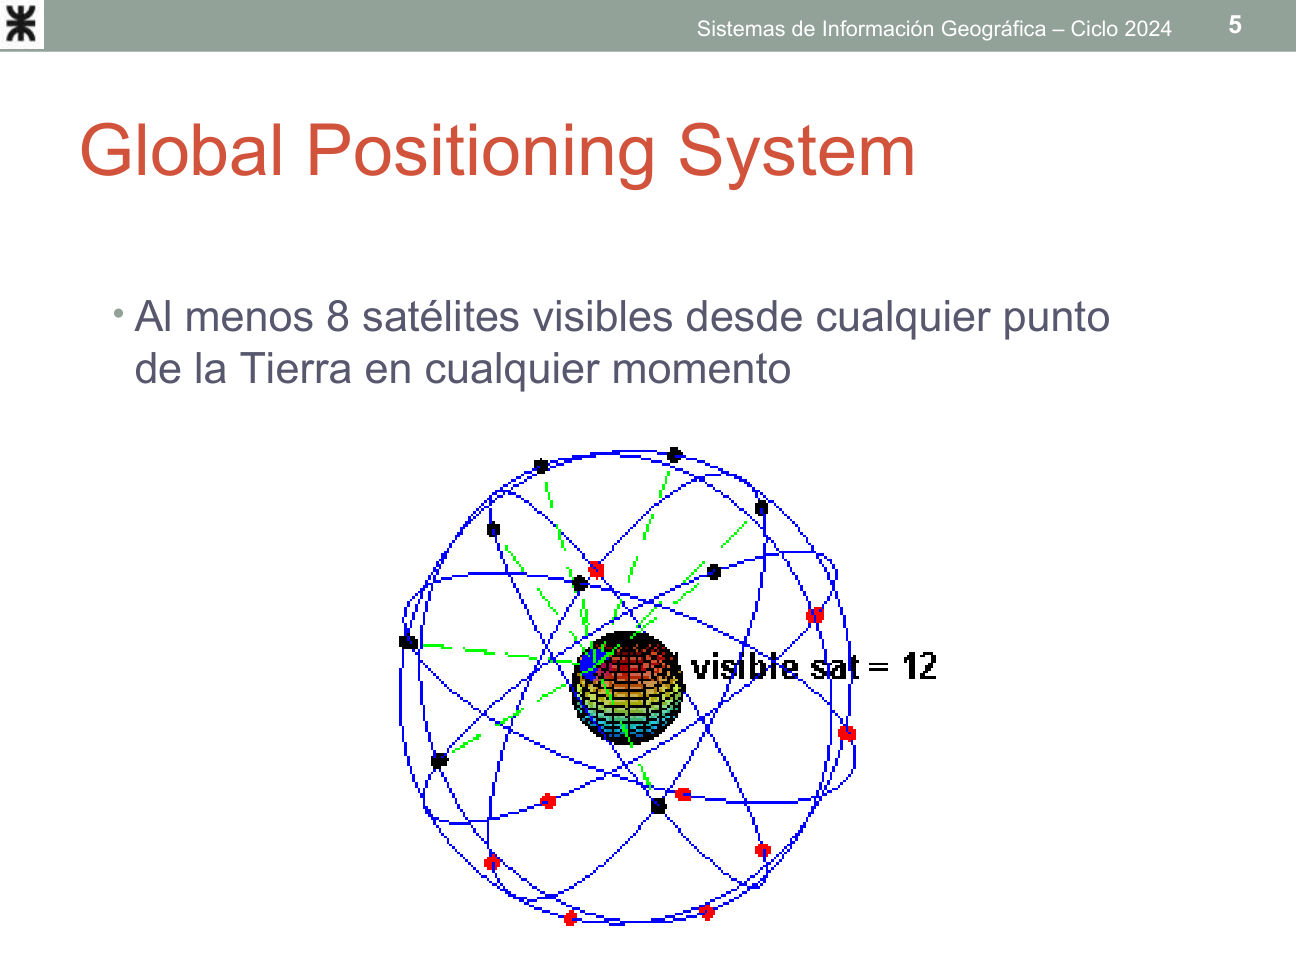 Sistemas de Información Geográfica – Ciclo 2024
5
Global Positioning System
• Al menos 8 satélites visibles desde cualquier punto
de la Tierra en cualquier momento
visible sat = 12